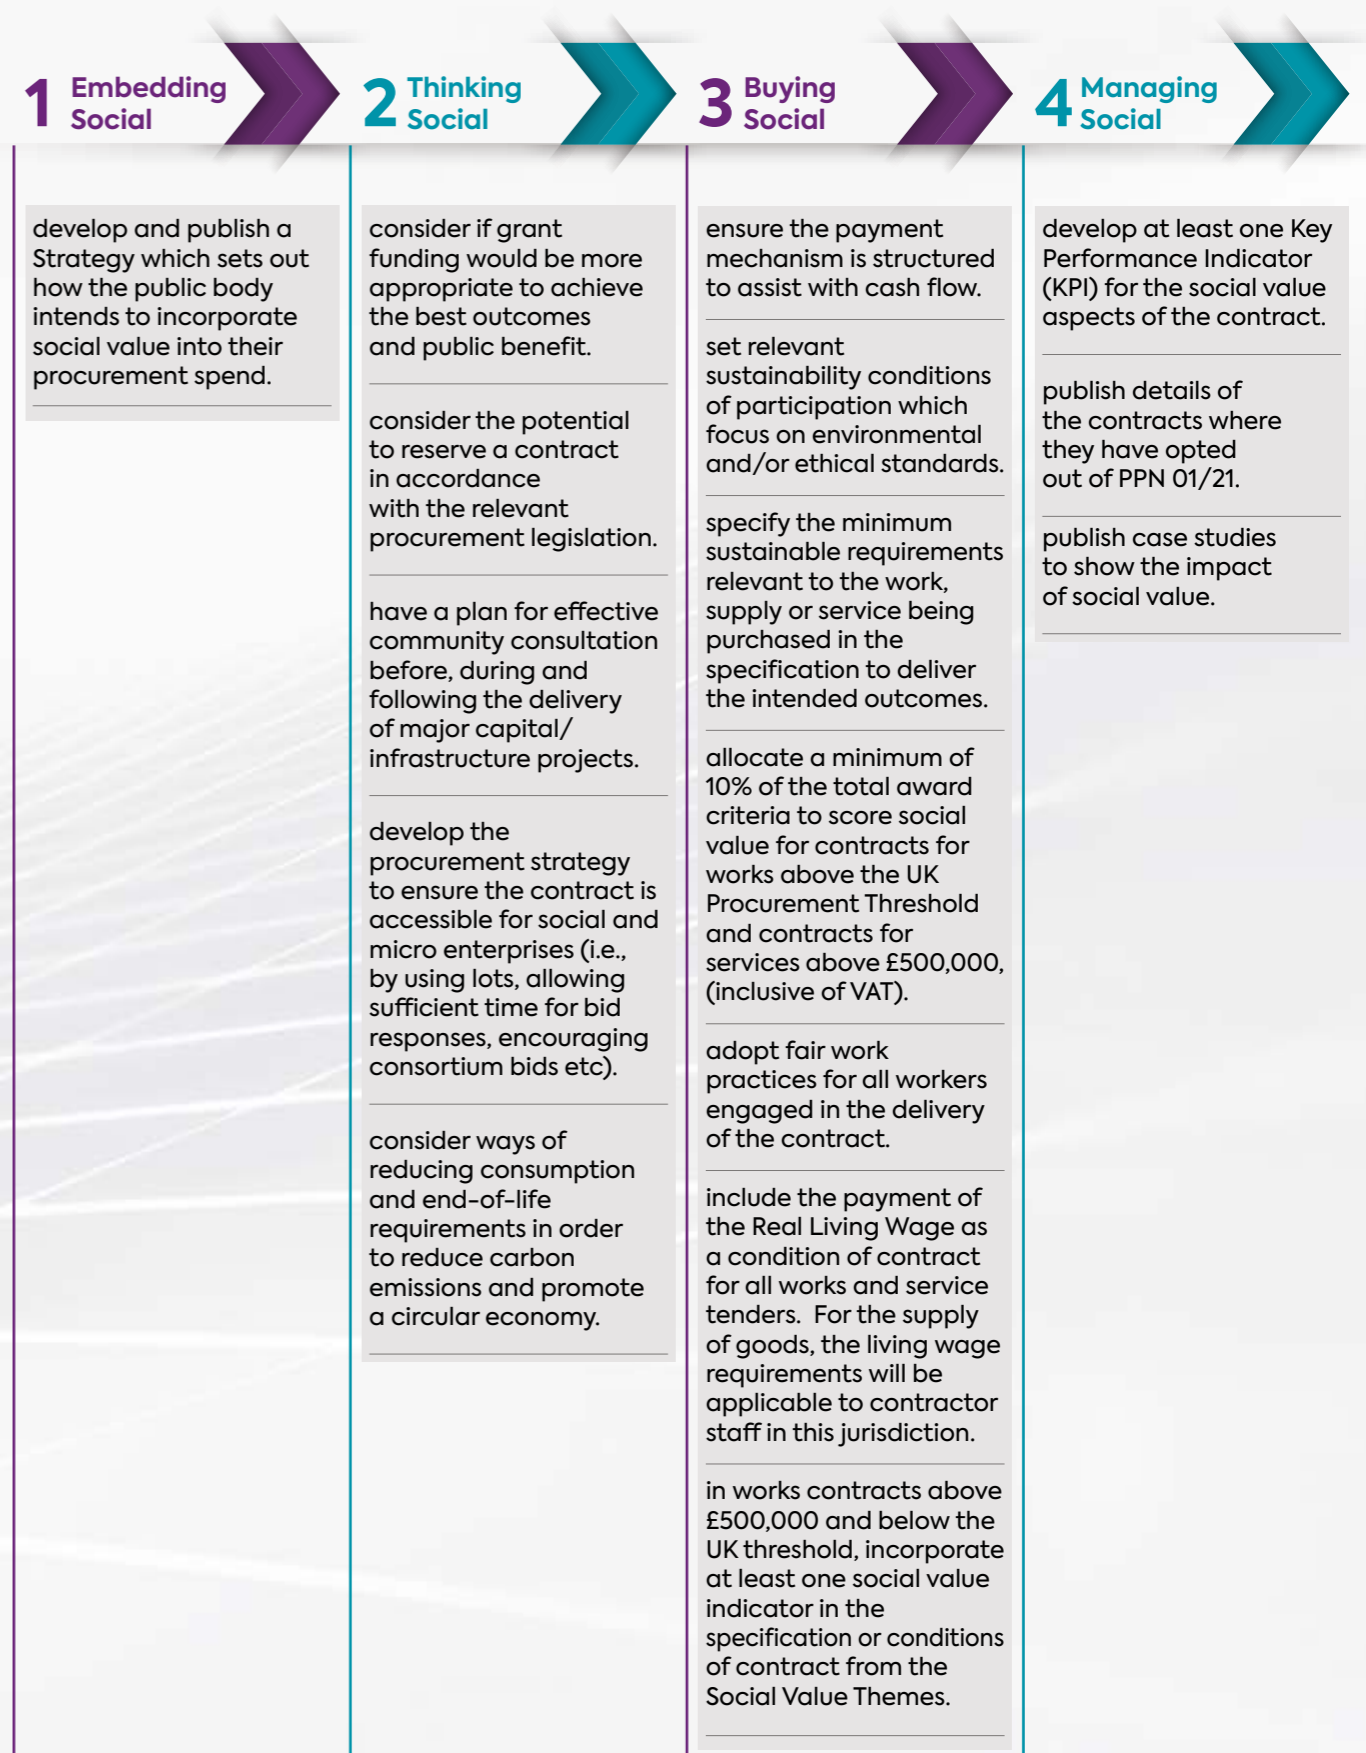 1 Embedding
Social
develop and publish a
Strategy which sets out
how the public body
intends to incorporate
social value into their
procurement spend.
2 Thinking
Social
consider if grant
funding would be more
appropriate to achieve
the best outcomes
and public benefit.
consider the potential
to reserve a contract
in accordance
with the relevant
procurement legislation.
have a plan for effective
community consultation
before, during and
following the delivery
of major capital/
infrastructure projects.
develop the
procurement strategy
to ensure the contract is
accessible for social and
micro enterprises (i.e.,
by using lots, allowing
sufficient time for bid
responses, encouraging
consortium bids etc).
consider ways of
reducing consumption
and end-of-life
requirements in order
to reduce carbon
emissions and promote
a circular economy.
3 Buying
Social
ensure the payment
mechanism is structured
to assist with cash flow.
set relevant
sustainability conditions
of participation which
focus on environmental
and/or ethical standards.
specify the minimum
sustainable requirements
relevant to the work,
supply or service being
purchased in the
specification to deliver
the intended outcomes.
allocate a minimum of
10% of the total award
criteria to score social
value for contracts for
works above the UK
Procurement Threshold
and contracts for
services above £500,000,
(inclusive of VAT).
adopt fair work
practices for all workers
engaged in the delivery
of the contract.
include the payment of
the Real Living Wage as
a condition of contract
for all works and service
tenders.  For the supply
of goods, the living wage
requirements will be
applicable to contractor
staff in this jurisdiction.
in works contracts above
£500,000 and below the
UK threshold, incorporate
at least one social value
indicator in the
specification or conditions
of contract from the
Social Value Themes.
4 Managing
Social
develop at least one Key
Performance Indicator
(KPI) for the social value
aspects of the contract.
publish details of
the contracts where
they have opted
out of PPN 01/21.
publish case studies
to show the impact
of social value.